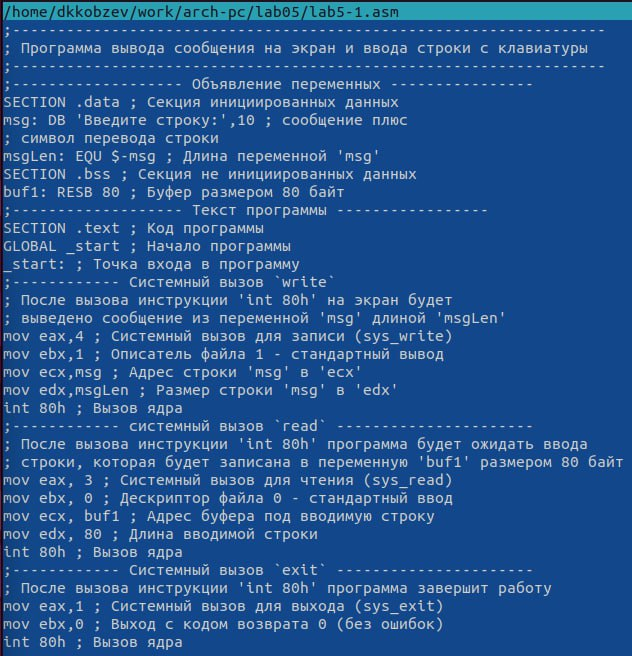 /home/dkkobzev/work/arch-pc/lab05/lab5-1.asm
;------------------------------------------------------------------
; Программа вывода сообщения на экран и ввода строки с клавиатуры
;------------------------------------------------------------------
;------------------- Объявление переменных ----------------
SECTION .data ; Секция инициированных данных
msg: DB 'Введите строку:',10 ; сообщение плюс
; символ перевода строки
msgLen: EQU $-msg ; Длина переменной 'msg'
SECTION .bss ; Секция не инициированных данных
buf1: RESB 80 ; Буфер размером 80 байт
;------------------- Текст программы -----------------
SECTION .text ; Код программы
GLOBAL _start ; Начало программы
_start: ; Точка входа в программу
;------------ Системный вызов `write`
; После вызова инструкции 'int 80h' на экран будет
; выведено сообщение из переменной 'msg' длиной 'msgLen'
mov eax,4 ; Системный вызов для записи (sys_write)
mov ebx,1 ; Описатель файла 1 - стандартный вывод
mov ecx,msg ; Адрес строки 'msg' в 'ecx'
mov edx,msgLen ; Размер строки 'msg' в 'edx'
int 80h ; Вызов ядра
;------------ системный вызов `read` ----------------------
; После вызова инструкции 'int 80h' программа будет ожидать ввода
; строки, которая будет записана в переменную 'buf1' размером 80 байт
mov eax, 3 ; Системный вызов для чтения (sys_read)
mov ebx, 0 ; Дескриптор файла 0 - стандартный ввод
mov ecx, buf1 ; Адрес буфера под вводимую строку
mov edx, 80 ; Длина вводимой строки
int 80h ; Вызов ядра
;------------ Системный вызов `exit` ----------------------
; После вызова инструкции 'int 80h' программа завершит работу
mov eax,1 ; Системный вызов для выхода (sys_exit)
mov ebx,0 ; Выход с кодом возврата 0 (без ошибок)
int 80h ; Вызов ядра